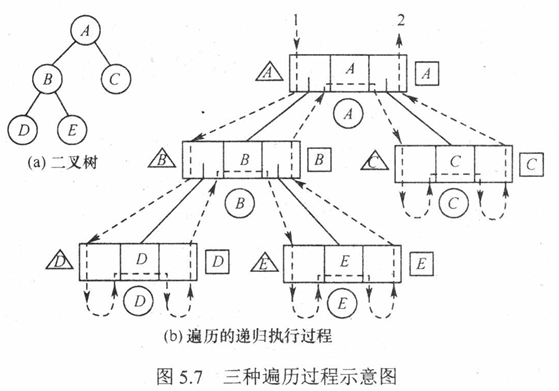 1 2
A A A
A
A
B C
B B B
C C C
D E
B
C
(a) 二叉树
D D D
E E E
D
E
(b) 遍历的递归执行过程
图 5.7 三种遍历过程示意图